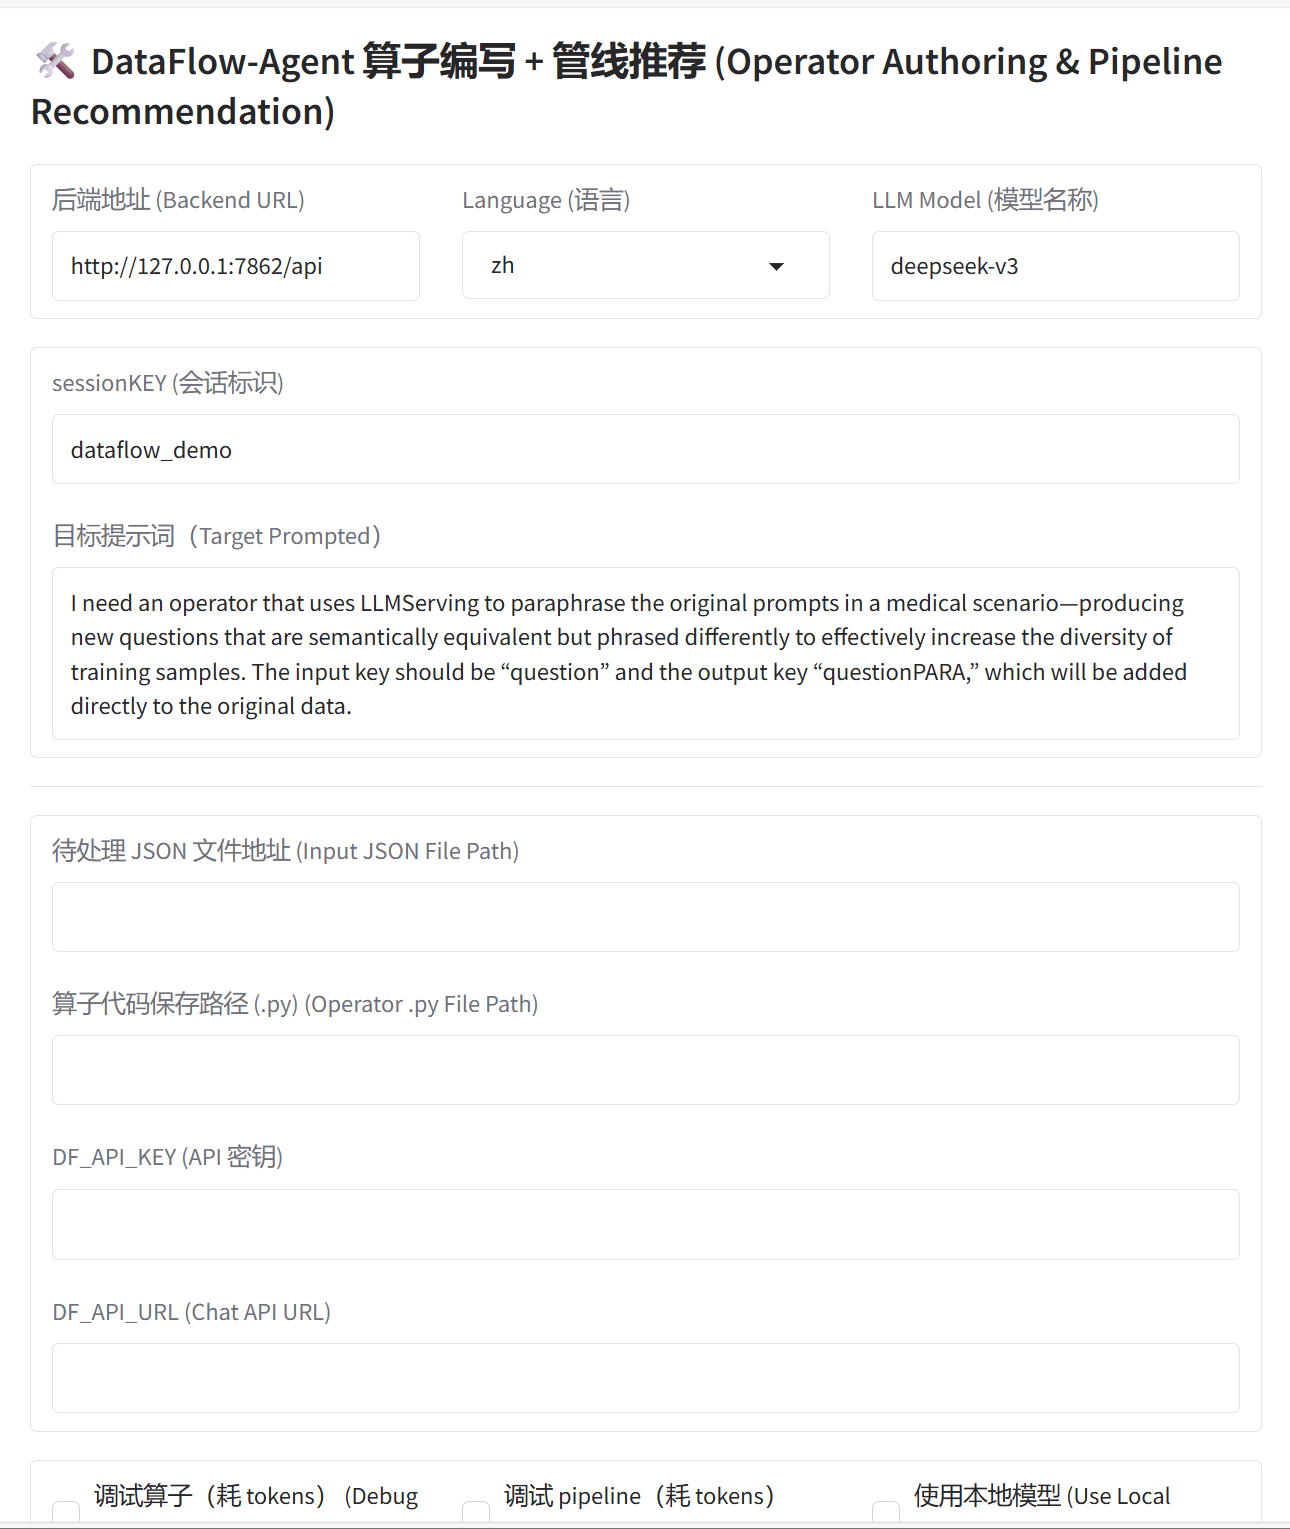 🛠️ DataFlow-Agent 算子编写 + 管线推荐 (Operator Authoring & Pipeline
Recommendation)
后端地址 (Backend URL)
http://127.0.0.1:7862/api
Language (语言)
zh
LLM Model (模型名称)
deepseek-v3
sessionKEY (会话标识)
dataflow_demo
目标提示词（Target Prompted）
I need an operator that uses LLMServing to paraphrase the original prompts in a medical scenario—producing
new questions that are semantically equivalent but phrased differently to effectively increase the diversity of
training samples. The input key should be “question” and the output key “questionPARA,” which will be added
directly to the original data.
待处理 JSON 文件地址 (Input JSON File Path)
算子代码保存路径 (.py) (Operator .py File Path)
DF_API_KEY (API 密钥)
DF_API_URL (Chat API URL)
调试算子（耗 tokens） (Debug
调试 pipeline（耗 tokens）
使用本地模型 (Use Local